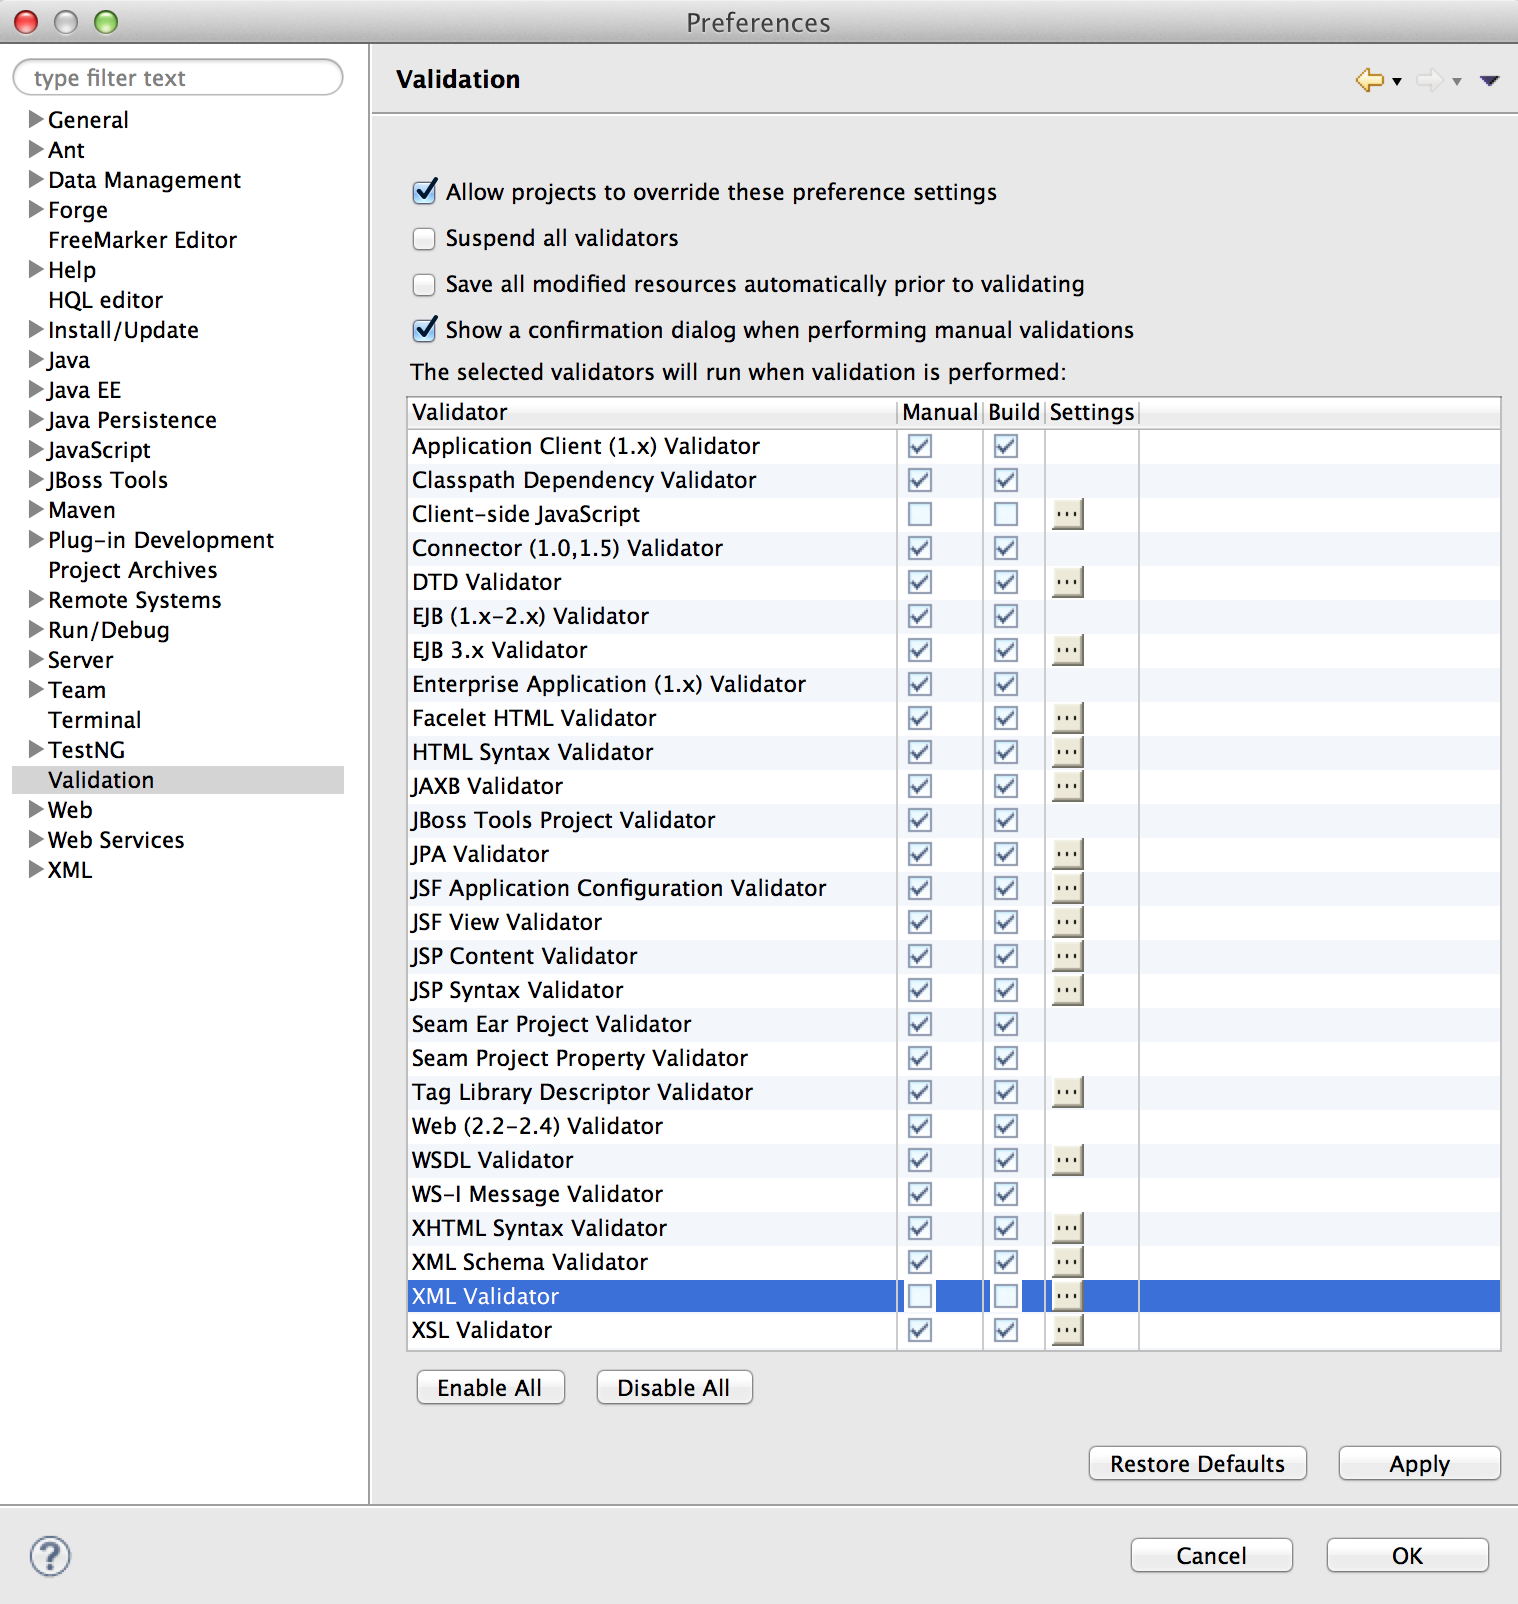 Preferences
type filter text
General
Ant
Data Management
Forge
FreeMarker Editor
Help
HQL editor
Install/Update
Java
Java EE
Java Persistence
JavaScript
JBoss Tools
Maven
Plug-in Development
Project Archives
Remote Systems
Run/Debug
Server
Team
Terminal
TestNG
Validation
Web
Web Services
XML
Validation
Allow projects to override these preference settings
Suspend all validators
Save all modified resources automatically prior to validating
Show a confirmation dialog when performing manual validations
The selected validators will run when validation is performed:
Validator Manual Build Settings
Application Client (1.x) Validator
Classpath Dependency Validator
Client-side JavaScript ...
Connector (1.0,1.5) Validator
DTD Validator ...
EJB (1.x-2.x) Validator
EJB 3.x Validator ...
Enterprise Application (1.x) Validator
Facelet HTML Validator ...
HTML Syntax Validator ...
JAXB Validator ...
JBoss Tools Project Validator
JPA Validator ...
JSF Application Configuration Validator ...
JSF View Validator ...
JSP Content Validator ...
JSP Syntax Validator ...
Seam Ear Project Validator
Seam Project Property Validator
Tag Library Descriptor Validator ...
Web (2.2-2.4) Validator
WSDL Validator ...
WS-I Message Validator
XHTML Syntax Validator ...
XML Schema Validator ...
XML Validator ...
XSL Validator ...
Enable All Disable All
Restore Defaults Apply
? Cancel OK